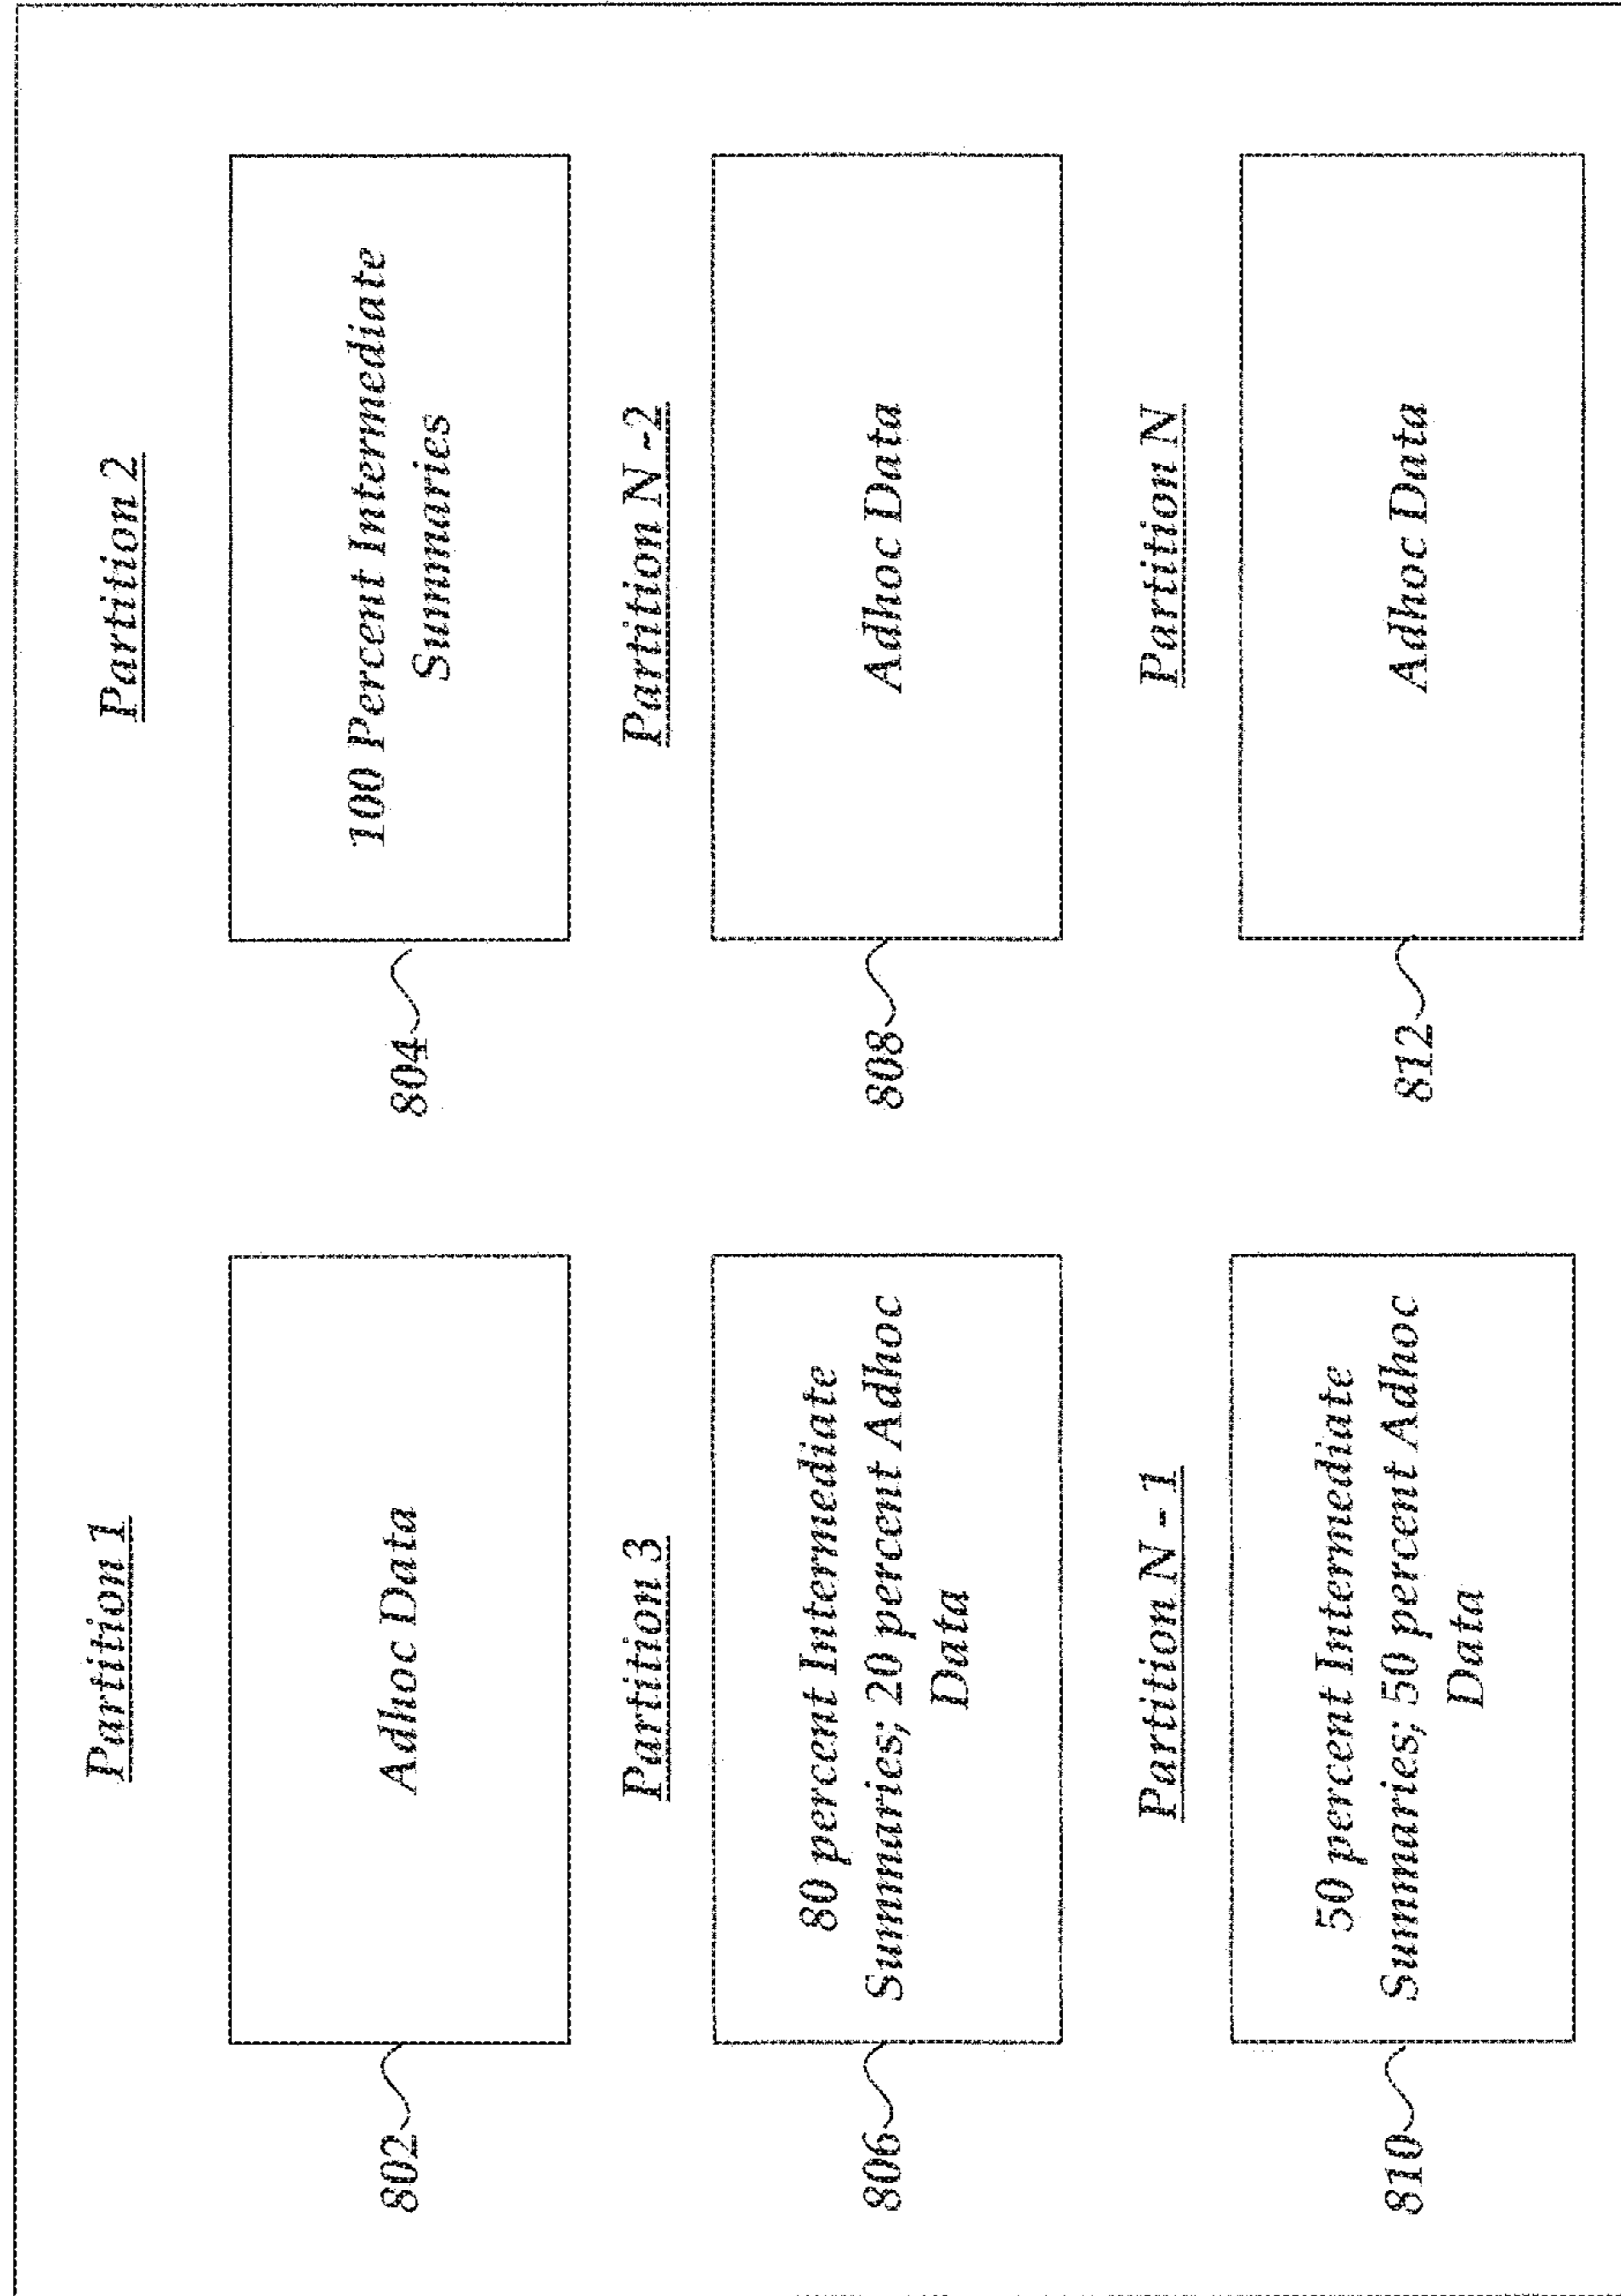 Partition 1
Partition 2
802
Adhoc Data
804
100 Percent Intermediate
Summaries
Partition 3
Partition N -2
806
80 percent Intermediate
Summaries; 20 percent Adhoc
Data
808
Adhoc Data
Partition N - 1
Partition N
810
50 percent Intermediate
Summaries; 50 percent Adhoc
Data
812
Adhoc Data